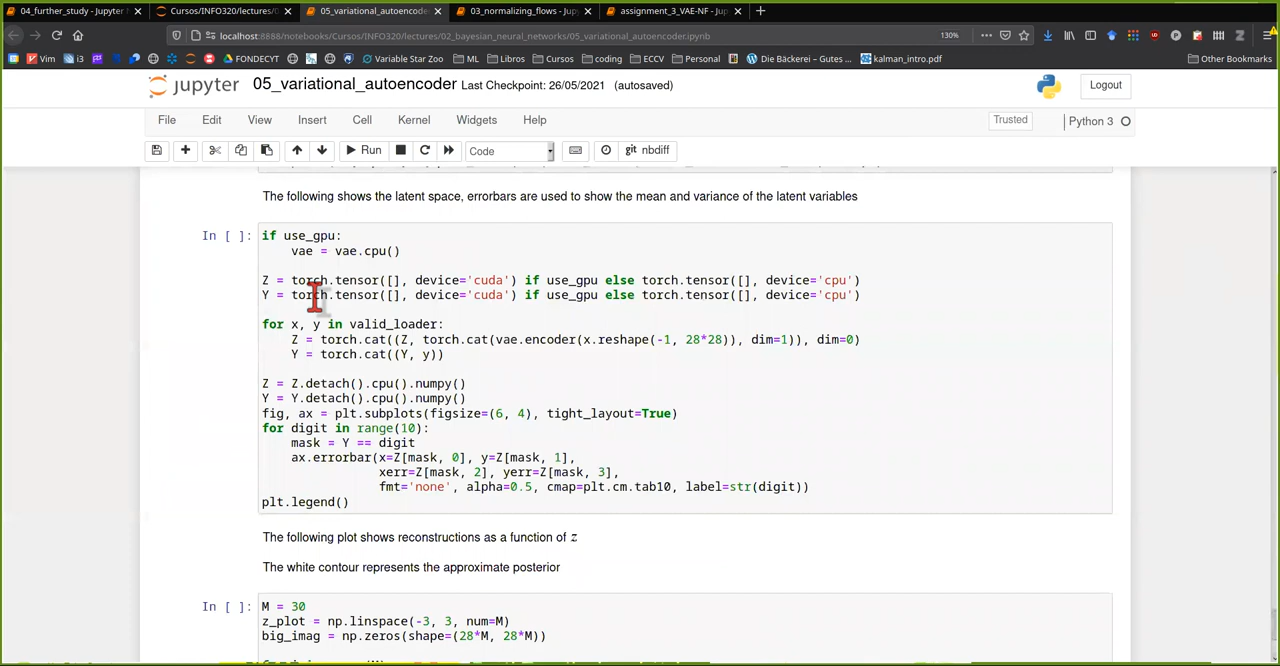 04_further_study - Jupyter N
Cursos/INFO320/lectures/0
05_variational_autoencod
03_normalizing_flows - Jup
assignment_3_VAE-NF - Jup
localhost:8888/notebooks/Cursos/INFO320/lectures/02_bayesian_neural_networks/05_variational_autoencoder.ipynb
130%
Vim
i3
FONDECYT
Variable Star Zoo
ML
Libros
Cursos
coding
ECCV
Personal
Die Bäckerei – Gutes ...
kalman_intro.pdf
Other Bookmarks
jupyter 05_variational_autoencoder Last Checkpoint: 26/05/2021 (autosaved)
Logout
File Edit View Insert Cell Kernel Widgets Help
Trusted
Python 3
Run
Code
git nbdiff
The following shows the latent space, errorbars are used to show the mean and variance of the latent variables
In [ ]:
if use_gpu:
    vae = vae.cpu()
Z = torch.tensor([], device='cuda') if use_gpu else torch.tensor([], device='cpu')
Y = torch.tensor([], device='cuda') if use_gpu else torch.tensor([], device='cpu')
for x, y in valid_loader:
    Z = torch.cat((Z, torch.cat(vae.encoder(x.reshape(-1, 28*28)), dim=1)), dim=0)
    Y = torch.cat((Y, y))
Z = Z.detach().cpu().numpy()
Y = Y.detach().cpu().numpy()
fig, ax = plt.subplots(figsize=(6, 4), tight_layout=True)
for digit in range(10):
    mask = Y == digit
    ax.errorbar(x=Z[mask, 0], y=Z[mask, 1],
                xerr=Z[mask, 2], yerr=Z[mask, 3],
                fmt='none', alpha=0.5, cmap=plt.cm.tab10, label=str(digit))
plt.legend()
The following plot shows reconstructions as a function of z
The white contour represents the approximate posterior
In [ ]:
M = 30
z_plot = np.linspace(-3, 3, num=M)
big_imag = np.zeros(shape=(28*M, 28*M))